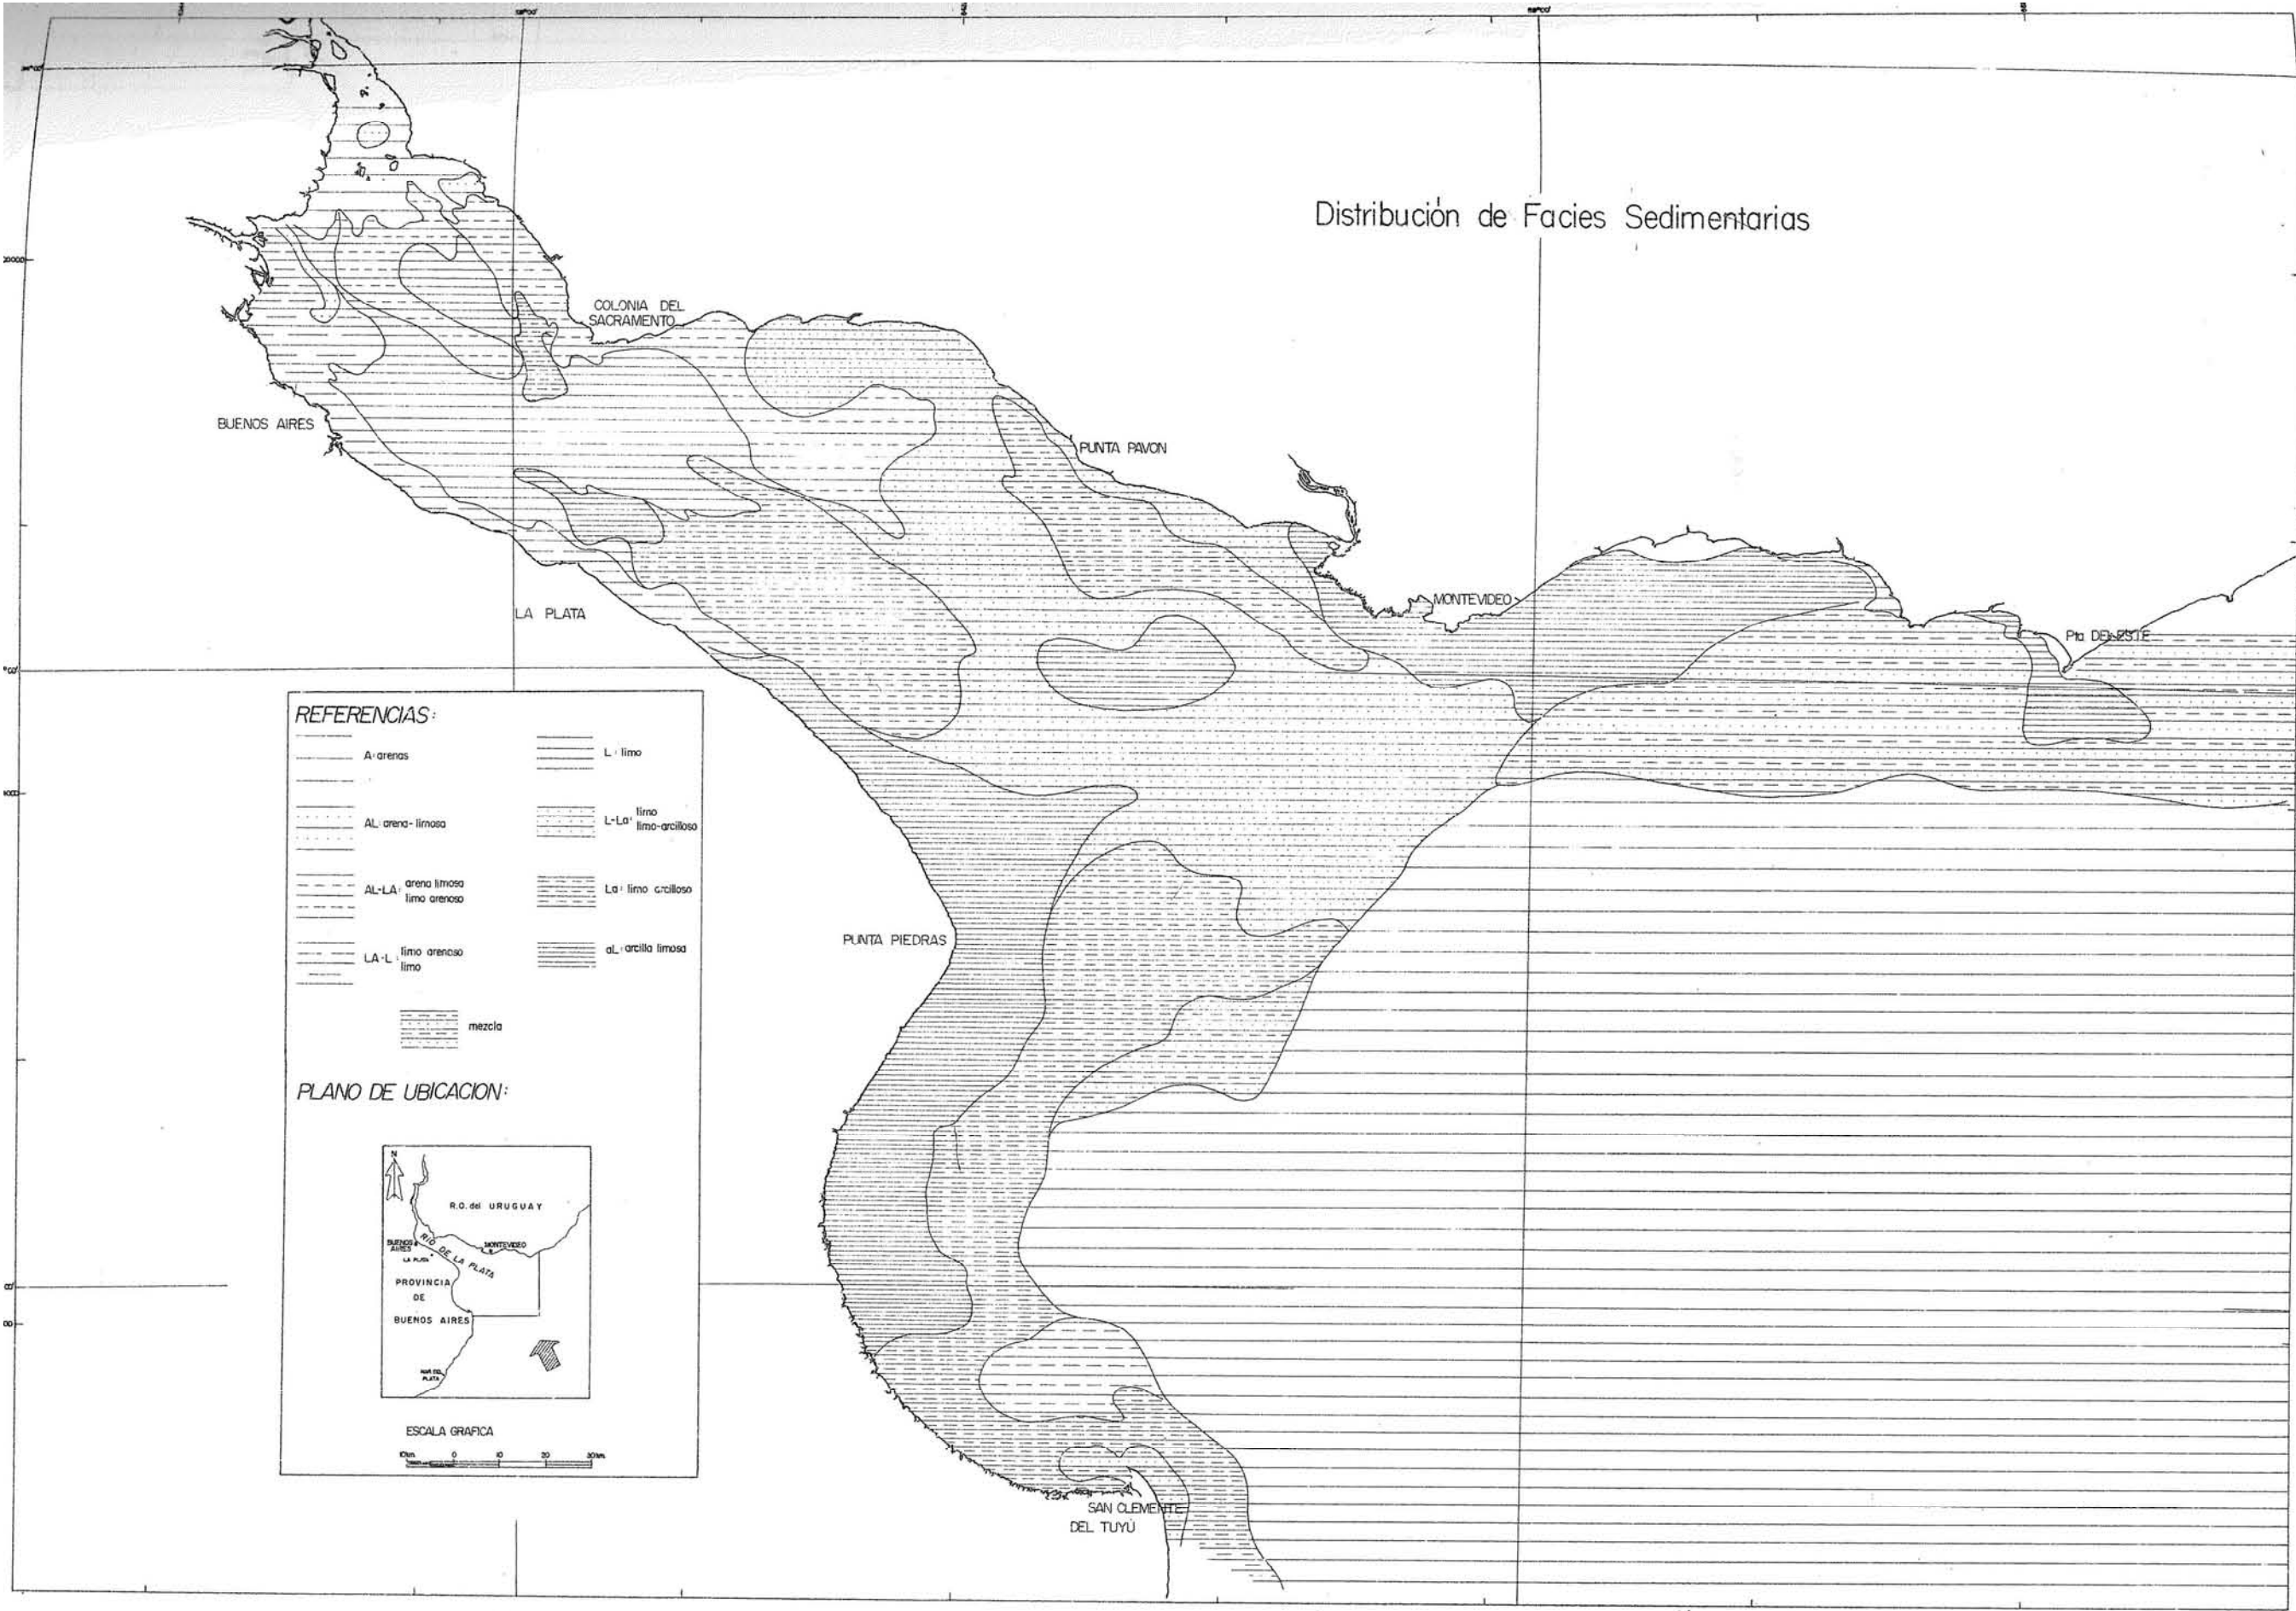 Distribución de Facies Sedimentarias
COLONIA DEL
SACRAMENTO
BUENOS AIRES
PUNTA PAVON
LA PLATA
MONTEVIDEO
Pta DEL ESTE
PUNTA PIEDRAS
SAN CLEMENTE
DEL TUYÚ
REFERENCIAS:
A: arenas
AL: arena-limosa
AL-LA: arena limosa
limo arenoso
LA-L: limo arenoso
limo
L: limo
L-La: limo
limo-arcilloso
La: limo arcilloso
aL: arcilla limosa
mezcla
PLANO DE UBICACION:
N
R.O. del URUGUAY
BUENOS
AIRES
MONTEVIDEO
RIO DE LA PLATA
LA PLATA
PROVINCIA
DE
BUENOS AIRES
MAR DEL
PLATA
ESCALA GRAFICA
10km 0 10 20 30km